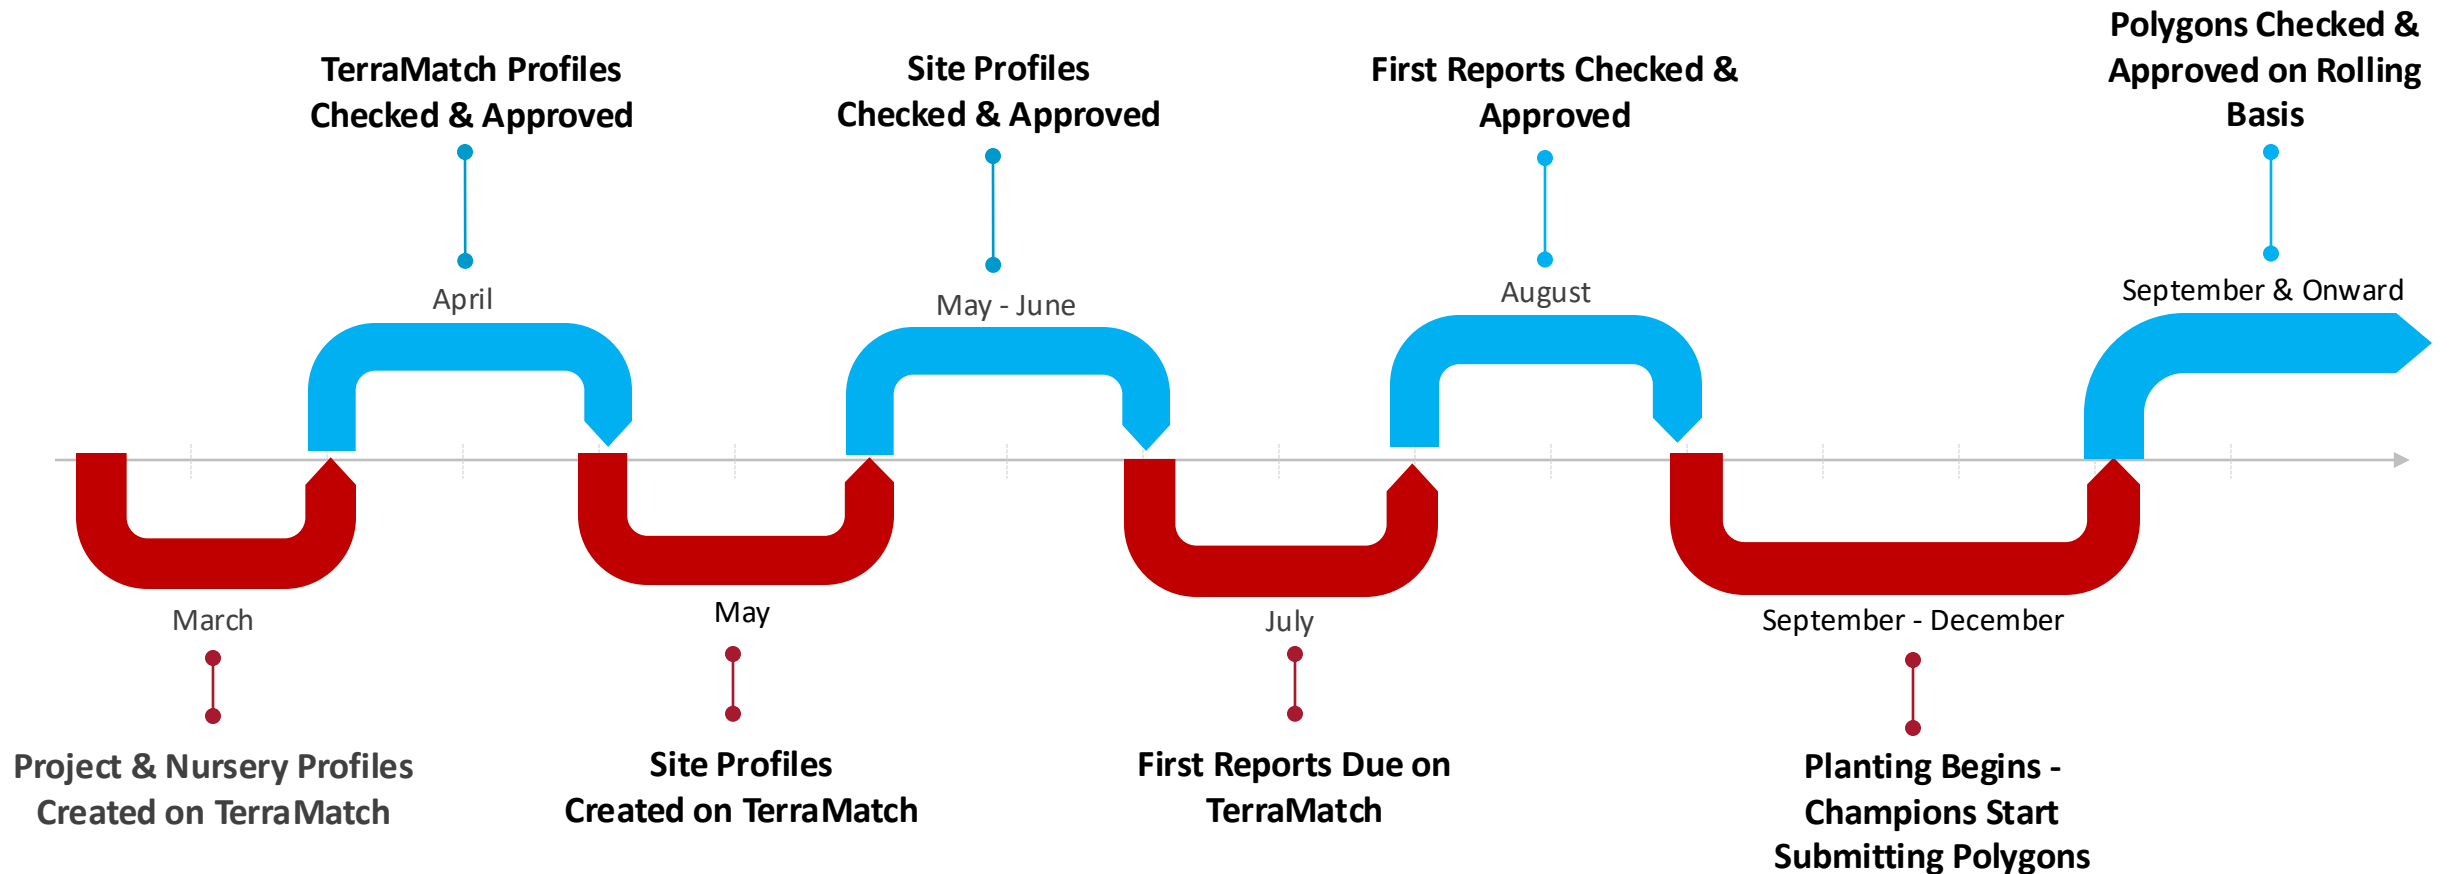 TerraMatch Profiles
Checked & Approved
Site Profiles
Checked & Approved
First Reports Checked &
Approved
Polygons Checked &
Approved on Rolling
Basis
April
May - June
August
September & Onward
March
May
July
September - December
Project & Nursery Profiles
Created on TerraMatch
Site Profiles
Created on TerraMatch
First Reports Due on
TerraMatch
Planting Begins -
Champions Start
Submitting Polygons